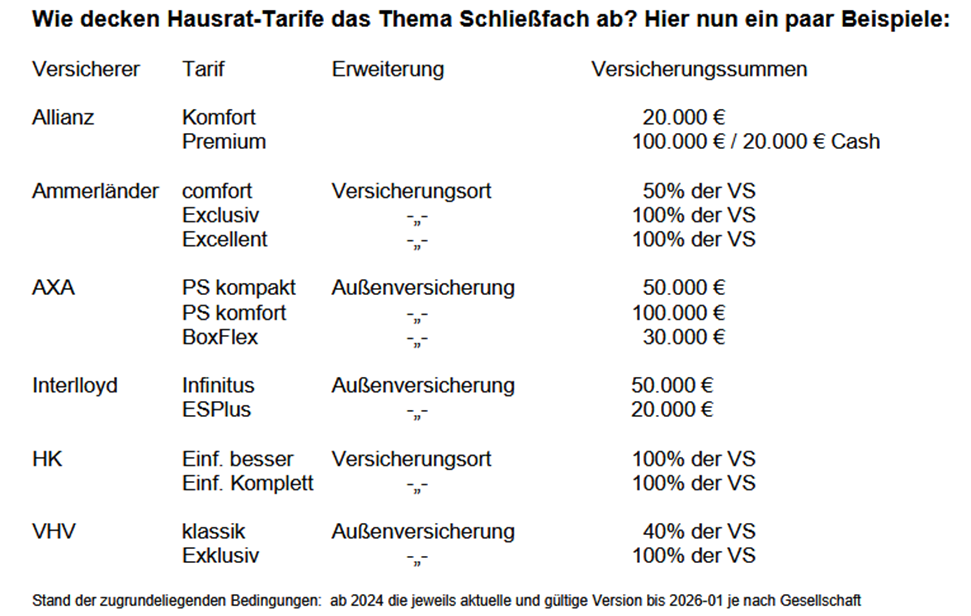 Wie decken Hausrat-Tarife das Thema Schließfach ab? Hier nun ein paar Beispiele:
Versicherer Tarif Erweiterung Versicherungssummen
Allianz Komfort 20.000 €
Premium 100.000 € / 20.000 € Cash
Ammerländer comfort Versicherungsort 50% der VS
Exclusiv -„- 100% der VS
Excellent -„- 100% der VS
AXA PS kompakt Außenversicherung 50.000 €
PS komfort -„- 100.000 €
BoxFlex -„- 30.000 €
Interlloyd Infinitus Außenversicherung 50.000 €
ESPlus -„- 20.000 €
HK Einf. besser Versicherungsort 100% der VS
Einf. Komplett -„- 100% der VS
VHV klassik Außenversicherung 40% der VS
Exklusiv -„- 100% der VS
Stand der zugrundeliegenden Bedingungen: ab 2024 die jeweils aktuelle und gültige Version bis 2026-01 je nach Gesellschaft